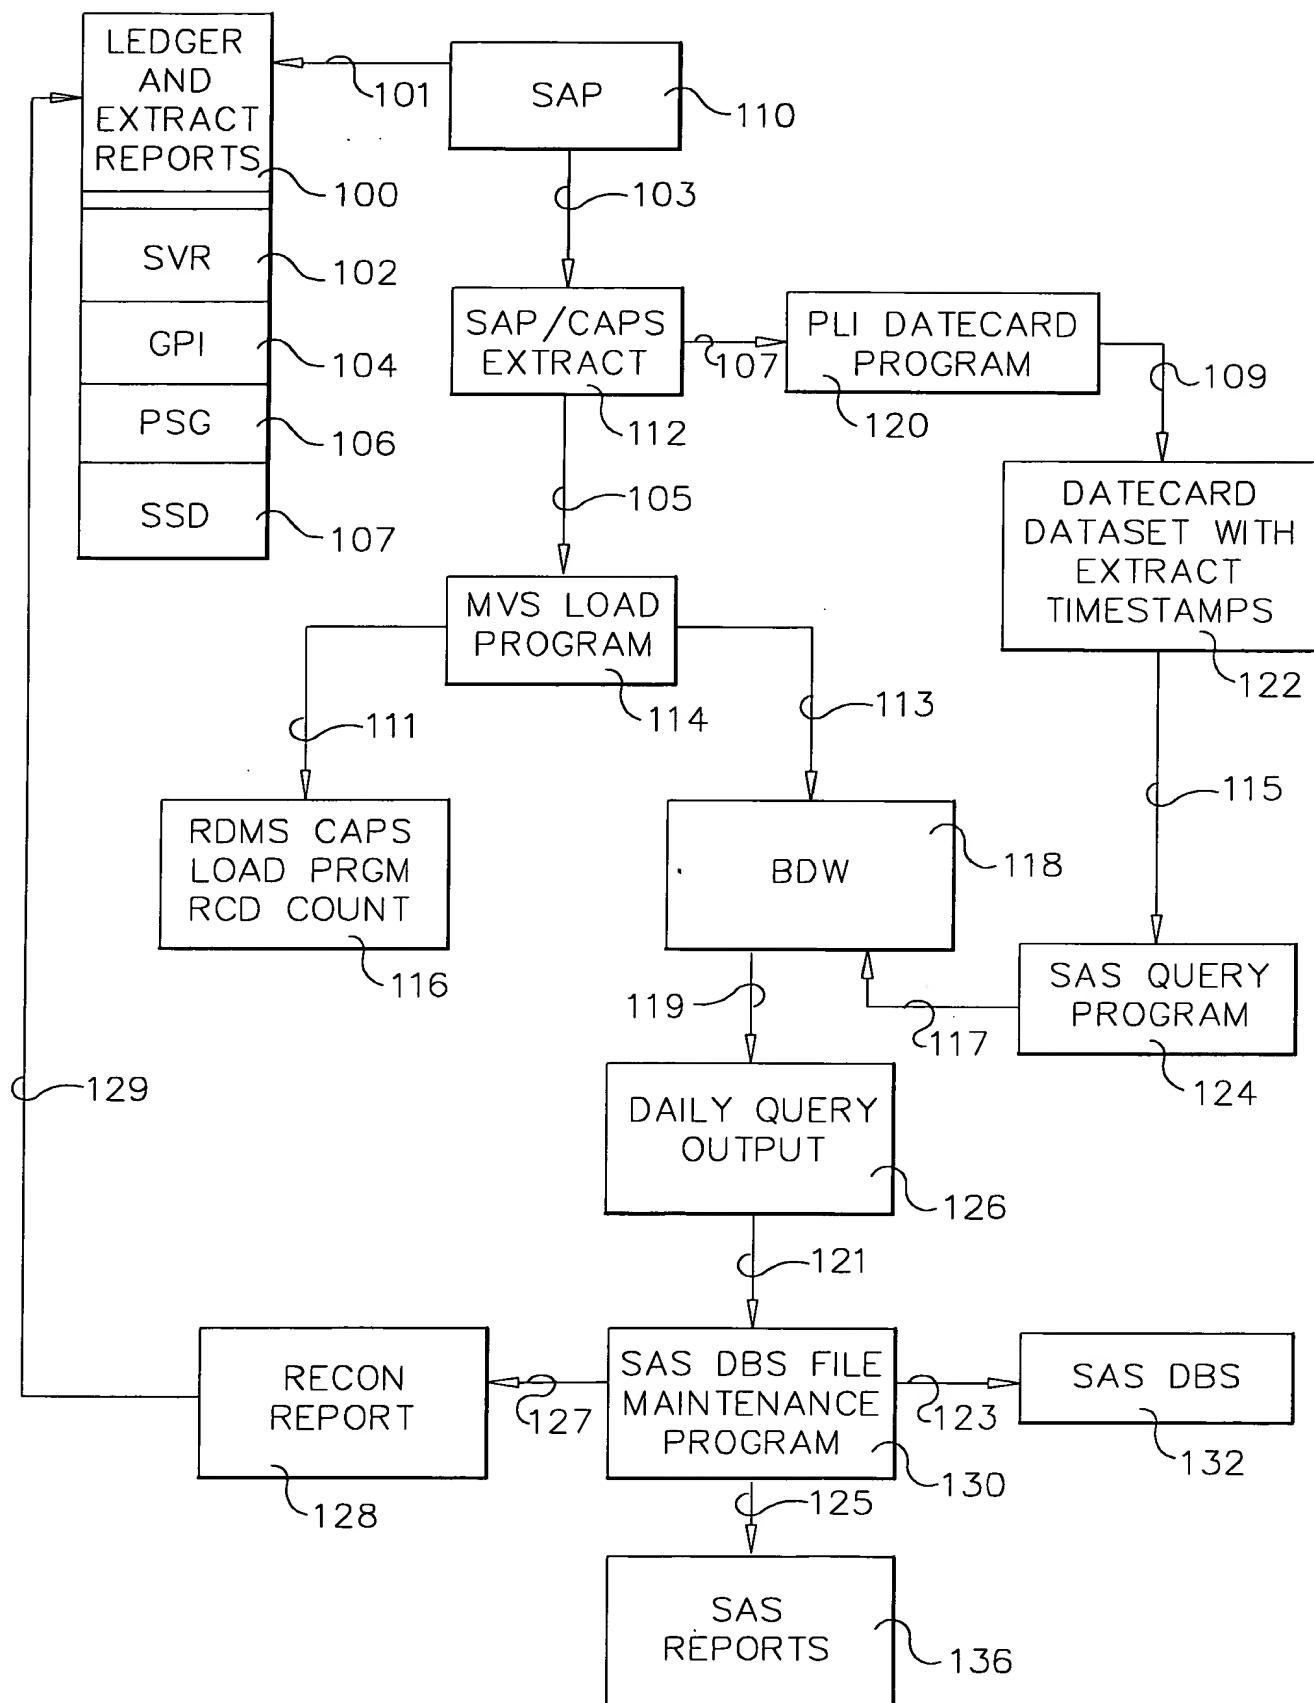 LEDGER
AND
EXTRACT
REPORTS
100
SVR
102
GPI
104
PSG
106
SSD
107
101
SAP
110
103
SAP/CAPS
EXTRACT
112
107
PLI DATECARD
PROGRAM
120
109
DATECARD
DATASET WITH
EXTRACT
TIMESTAMPS
122
105
MVS LOAD
PROGRAM
114
111
113
115
RDMS CAPS
LOAD PRGM
RCD COUNT
116
BDW
118
119
117
SAS QUERY
PROGRAM
124
129
DAILY QUERY
OUTPUT
126
121
RECON
REPORT
128
127
SAS DBS FILE
MAINTENANCE
PROGRAM
130
123
SAS DBS
132
125
SAS
REPORTS
136